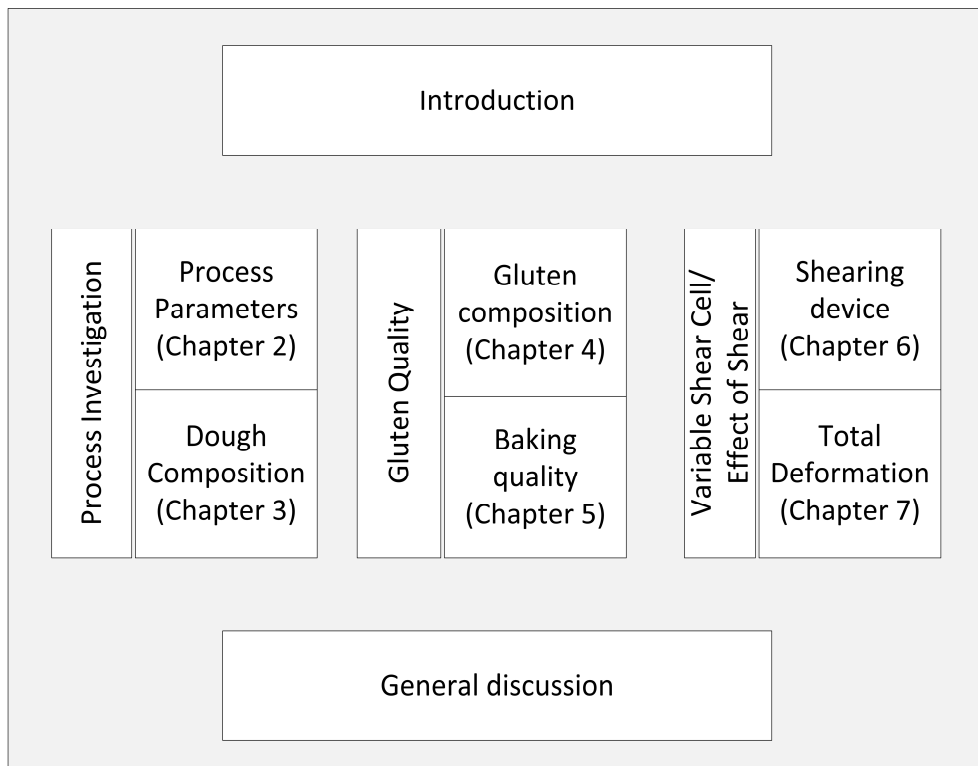 Introduction
Process Investigation
Process
Parameters
(Chapter 2)
Dough
Composition
(Chapter 3)
Gluten Quality
Gluten
composition
(Chapter 4)
Baking
quality
(Chapter 5)
Variable Shear Cell/
Effect of Shear
Shearing
device
(Chapter 6)
Total
Deformation
(Chapter 7)
General discussion